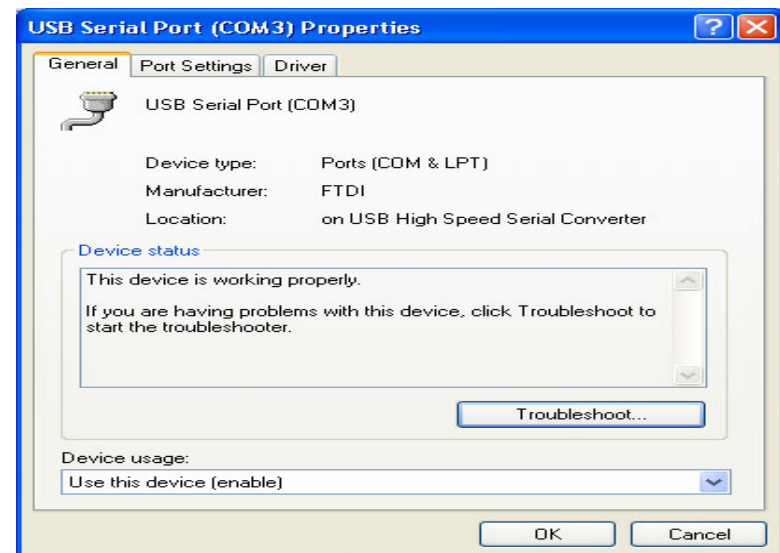 USB Serial Port (COM3) Properties
General Port Settings Driver
USB Serial Port (COM3)
Device type: Ports (COM & LPT)
Manufacturer: FTDI
Location: on USB High Speed Serial Converter
Device status
This device is working properly.
If you are having problems with this device, click Troubleshoot to
start the troubleshooter.
Troubleshoot...
Device usage:
Use this device (enable)
OK Cancel